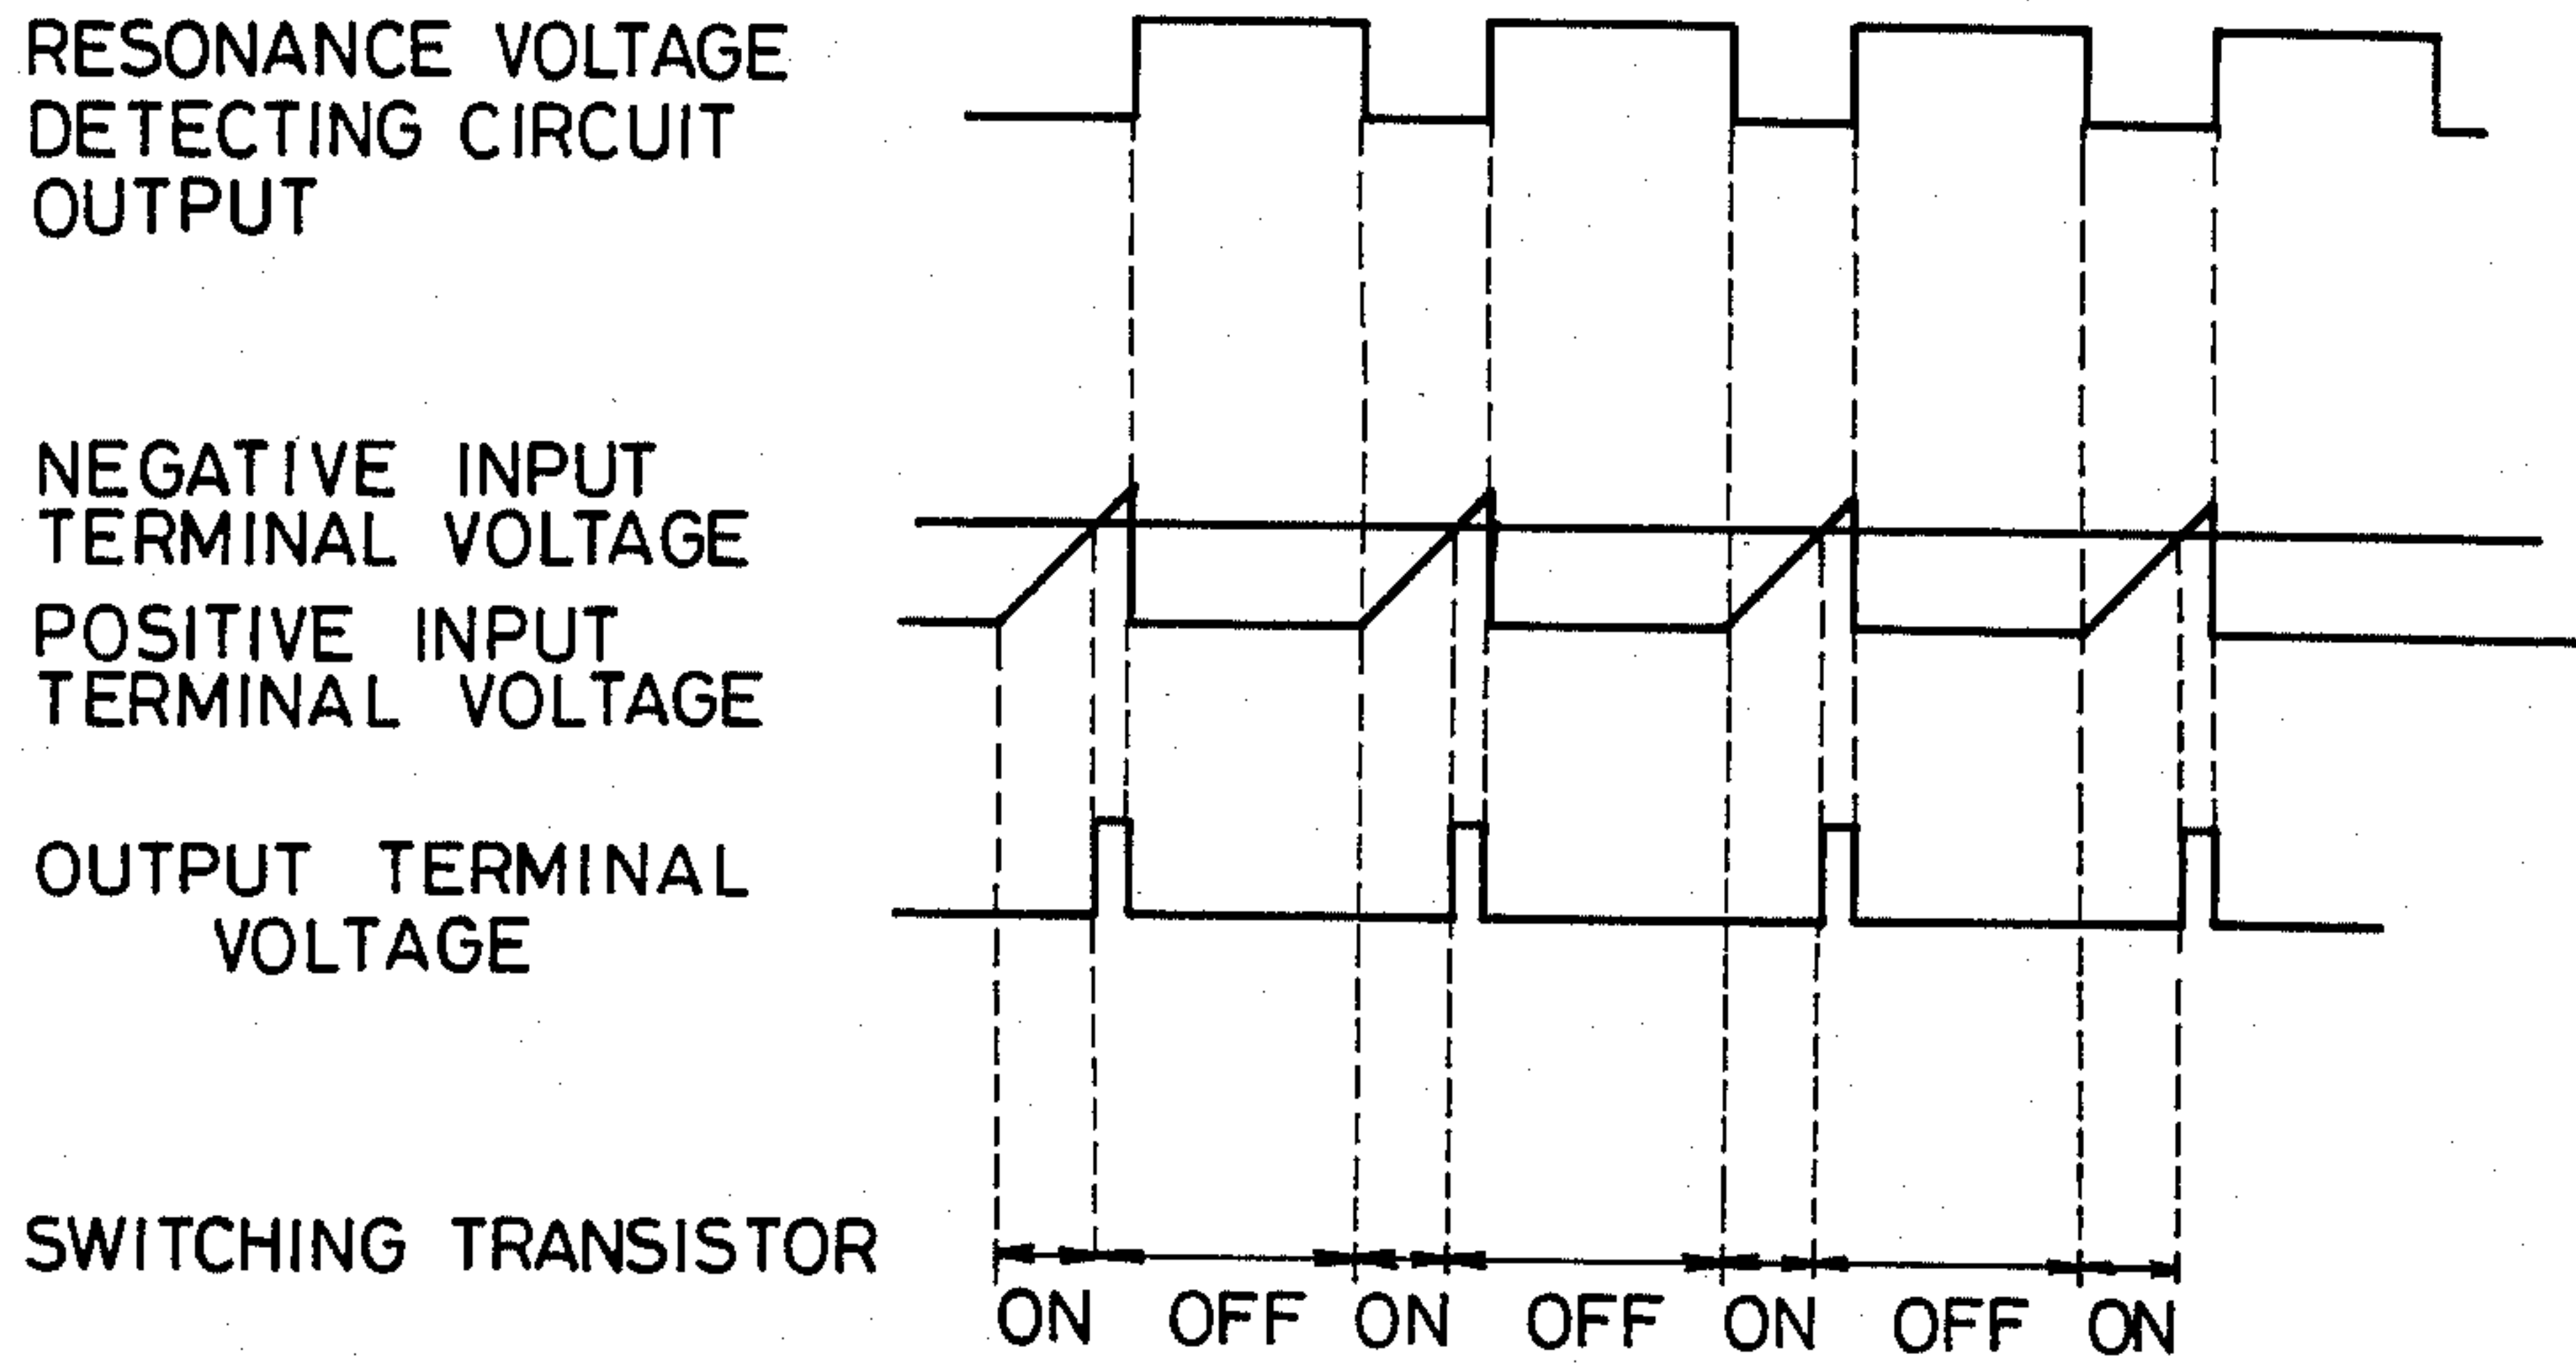 RESONANCE VOLTAGE
DETECTING CIRCUIT
OUTPUT
NEGATIVE INPUT
TERMINAL VOLTAGE
POSITIVE INPUT
TERMINAL VOLTAGE
OUTPUT TERMINAL
VOLTAGE
SWITCHING TRANSISTOR
ON OFF ON OFF ON OFF ON